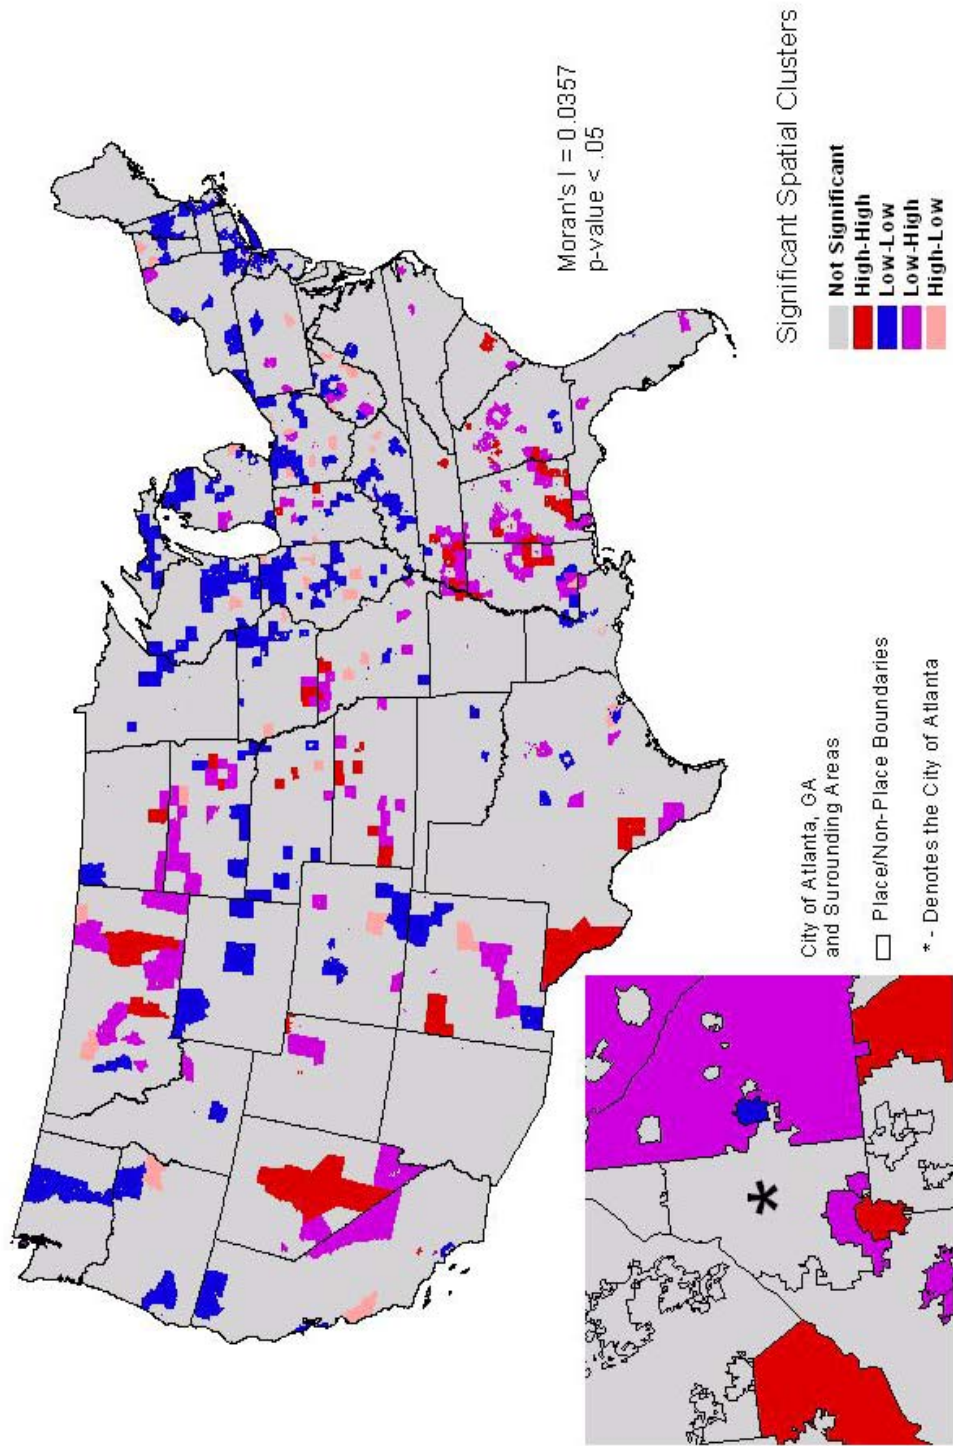 Moran's I = 0.0357
p-value < .05
Significant Spatial Clusters
Not Significant
High-High
Low-Low
Low-High
High-Low
City of Atlanta, GA
and Surounding Areas
Place/Non-Place Boundaries
* - Denotes the City of Atlanta
*